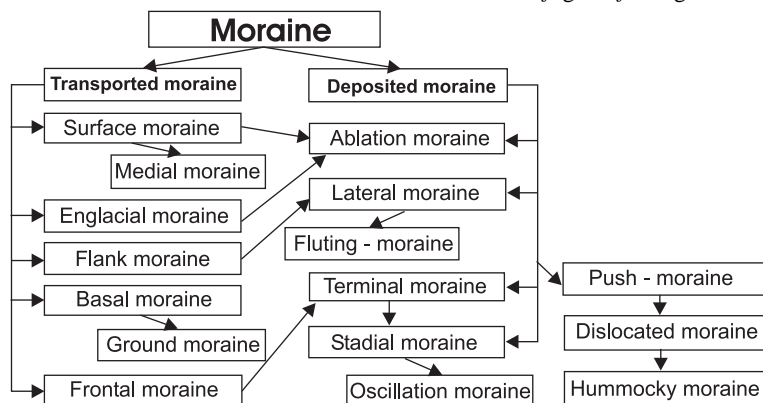 Moraine
Transported moraine
Deposited moraine
Surface moraine
Medial moraine
Englacial moraine
Flank moraine
Basal moraine
Ground moraine
Frontal moraine
Ablation moraine
Lateral moraine
Fluting - moraine
Terminal moraine
Stadial moraine
Oscillation moraine
Push - moraine
Dislocated moraine
Hummocky moraine